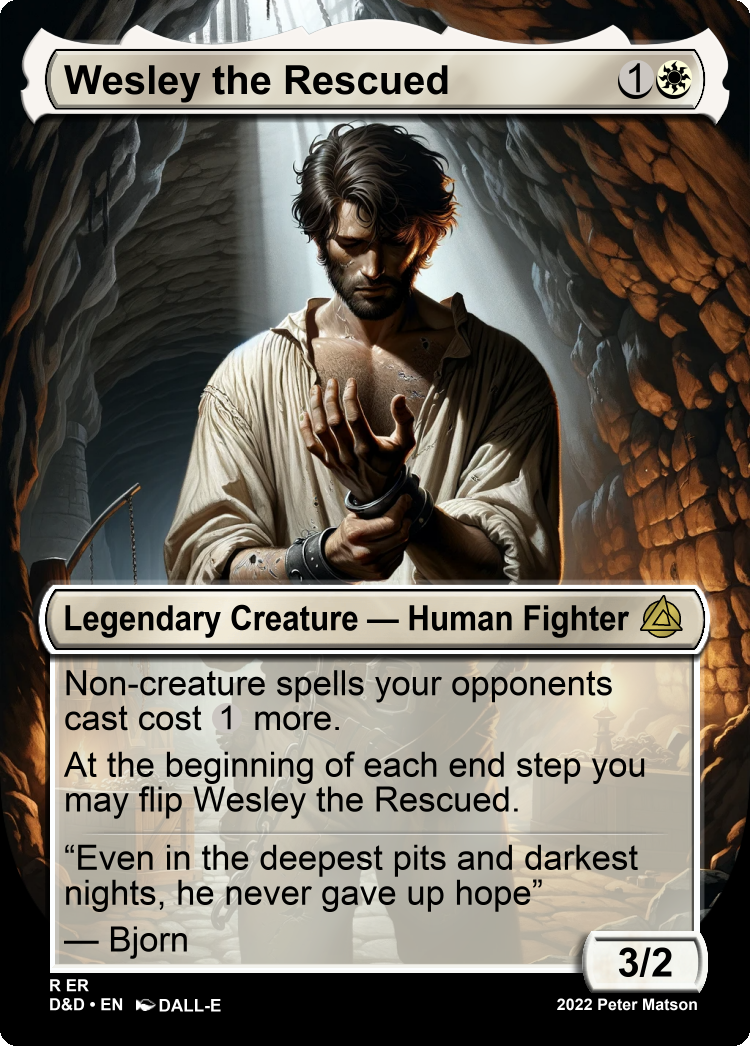 Wesley the Rescued 1
Legendary Creature — Human Fighter
Non-creature spells your opponents
cast cost 1 more.
At the beginning of each end step you
may flip Wesley the Rescued.
“Even in the deepest pits and darkest
nights, he never gave up hope”
— Bjorn
3/2
R ER
D&D • EN DALL-E
2022 Peter Matson